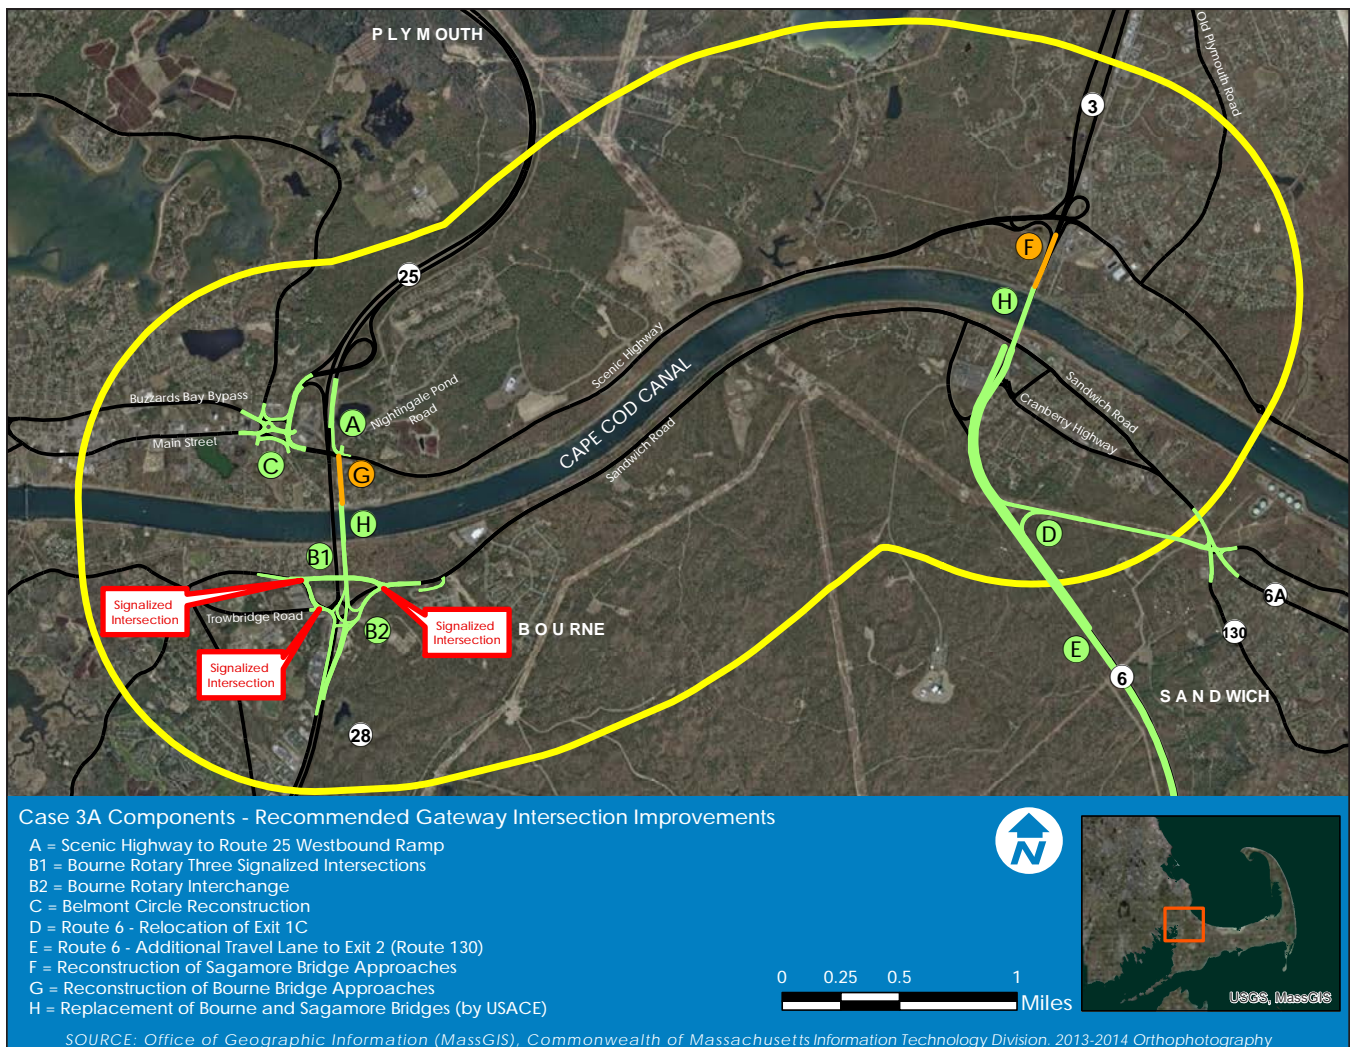 PLYMOUTH
Old Plymouth Road
3
25
F
H
Scenic Highway
CAPE COD CANAL
Sandwich Road
Buzzards Bay Bypass
Main Street
Nightingale Pond
Road
A
C
G
H
Sandwich Road
Cranberry Highway
D
B1
Signalized
Intersection
Trowbridge Road
B2
Signalized
Intersection
BOURNE
Signalized
Intersection
6A
130
E
6
SANDWICH
28
Case 3A Components - Recommended Gateway Intersection Improvements
A = Scenic Highway to Route 25 Westbound Ramp
B1 = Bourne Rotary Three Signalized Intersections
B2 = Bourne Rotary Interchange
C = Belmont Circle Reconstruction
D = Route 6 - Relocation of Exit 1C
E = Route 6 - Additional Travel Lane to Exit 2 (Route 130)
F = Reconstruction of Sagamore Bridge Approaches
G = Reconstruction of Bourne Bridge Approaches
H = Replacement of Bourne and Sagamore Bridges (by USACE)
N
0 0.25 0.5 1
Miles
USGS, MassGIS
SOURCE: Office of Geographic Information (MassGIS), Commonwealth of Massachusetts Information Technology Division. 2013-2014 Orthophotography